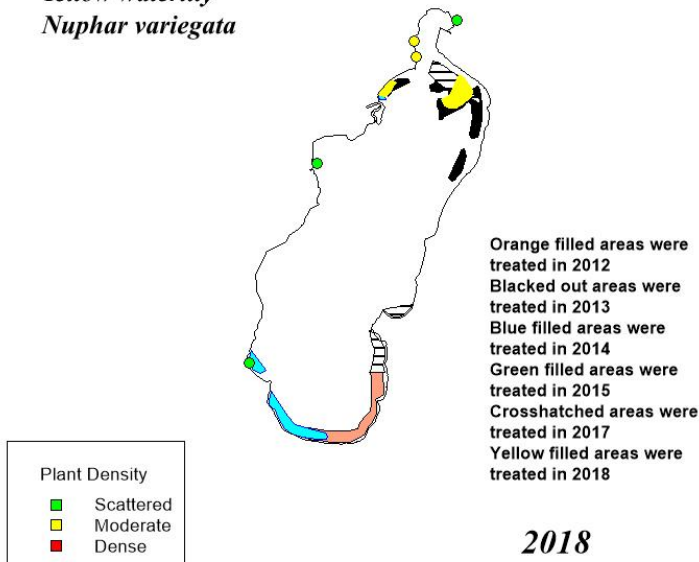 Nuphar variegata
Orange filled areas were
treated in 2012
Blacked out areas were
treated in 2013
Blue filled areas were
treated in 2014
Green filled areas were
treated in 2015
Crosshatched areas were
treated in 2017
Yellow filled areas were
treated in 2018
Plant Density
Scattered
Moderate
Dense
2018